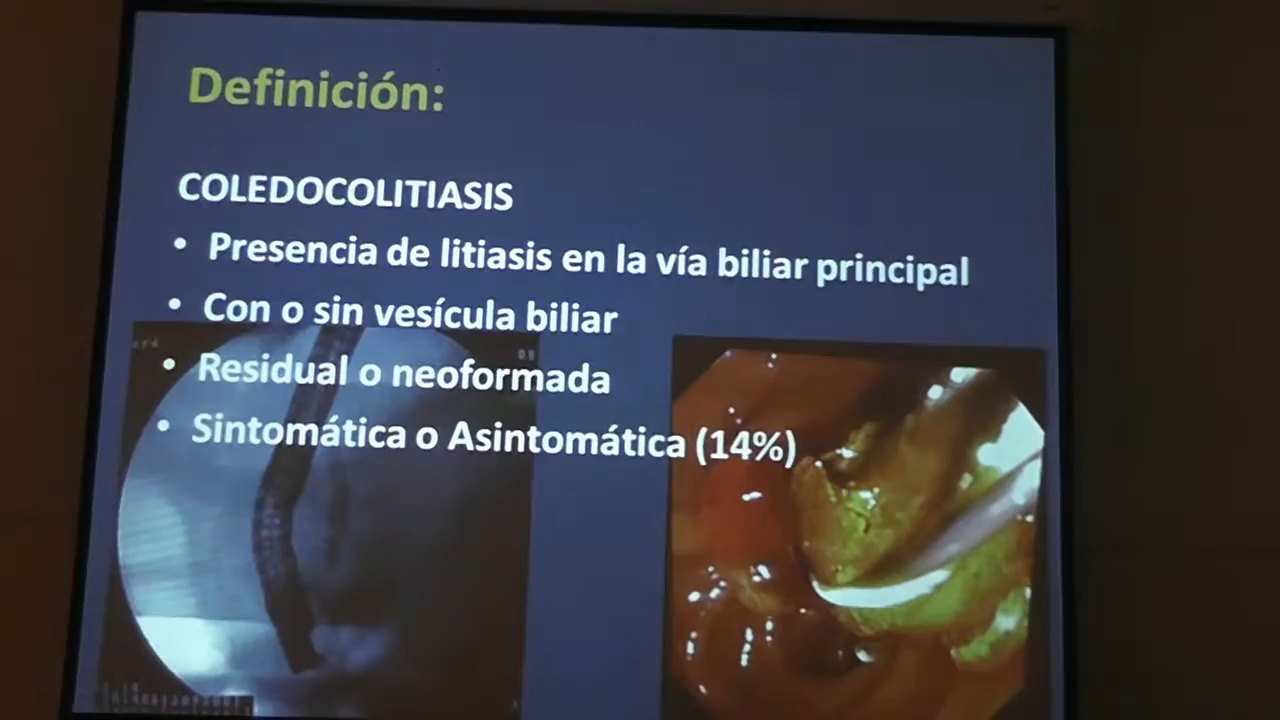 Definición:
COLEDOCOLITIASIS
• Presencia de litiasis en la vía biliar principal
• Con o sin vesícula biliar
• Residual o neoformada
• Sintomática o Asintomática (14%)